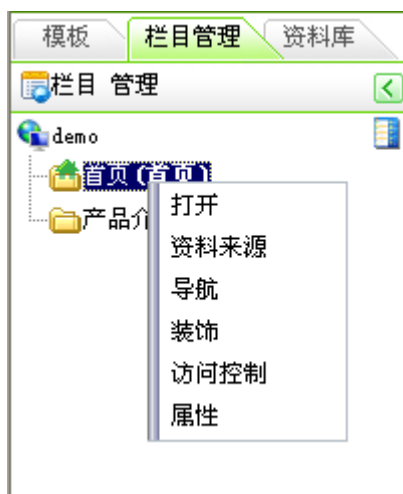 模板 栏目管理 资料库
栏目 管理
demo
首页(首页)
产品介
打开
资料来源
导航
装饰
访问控制
属性